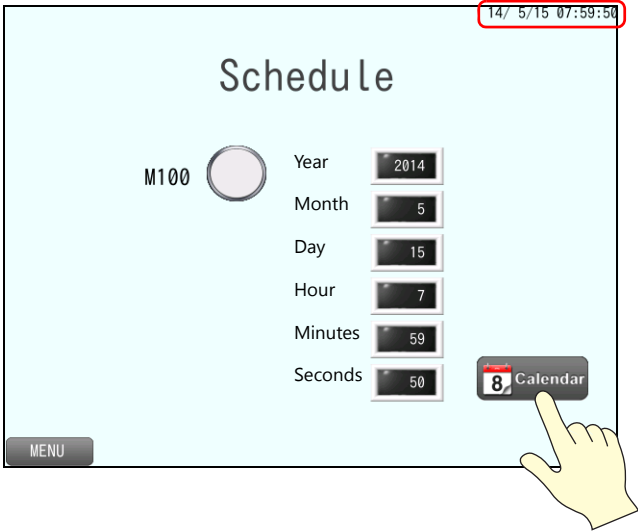 14/ 5/15 07:59:50
Schedule
M100
Year 2014
Month 5
Day 15
Hour 7
Minutes 59
Seconds 50
8 Calendar
MENU